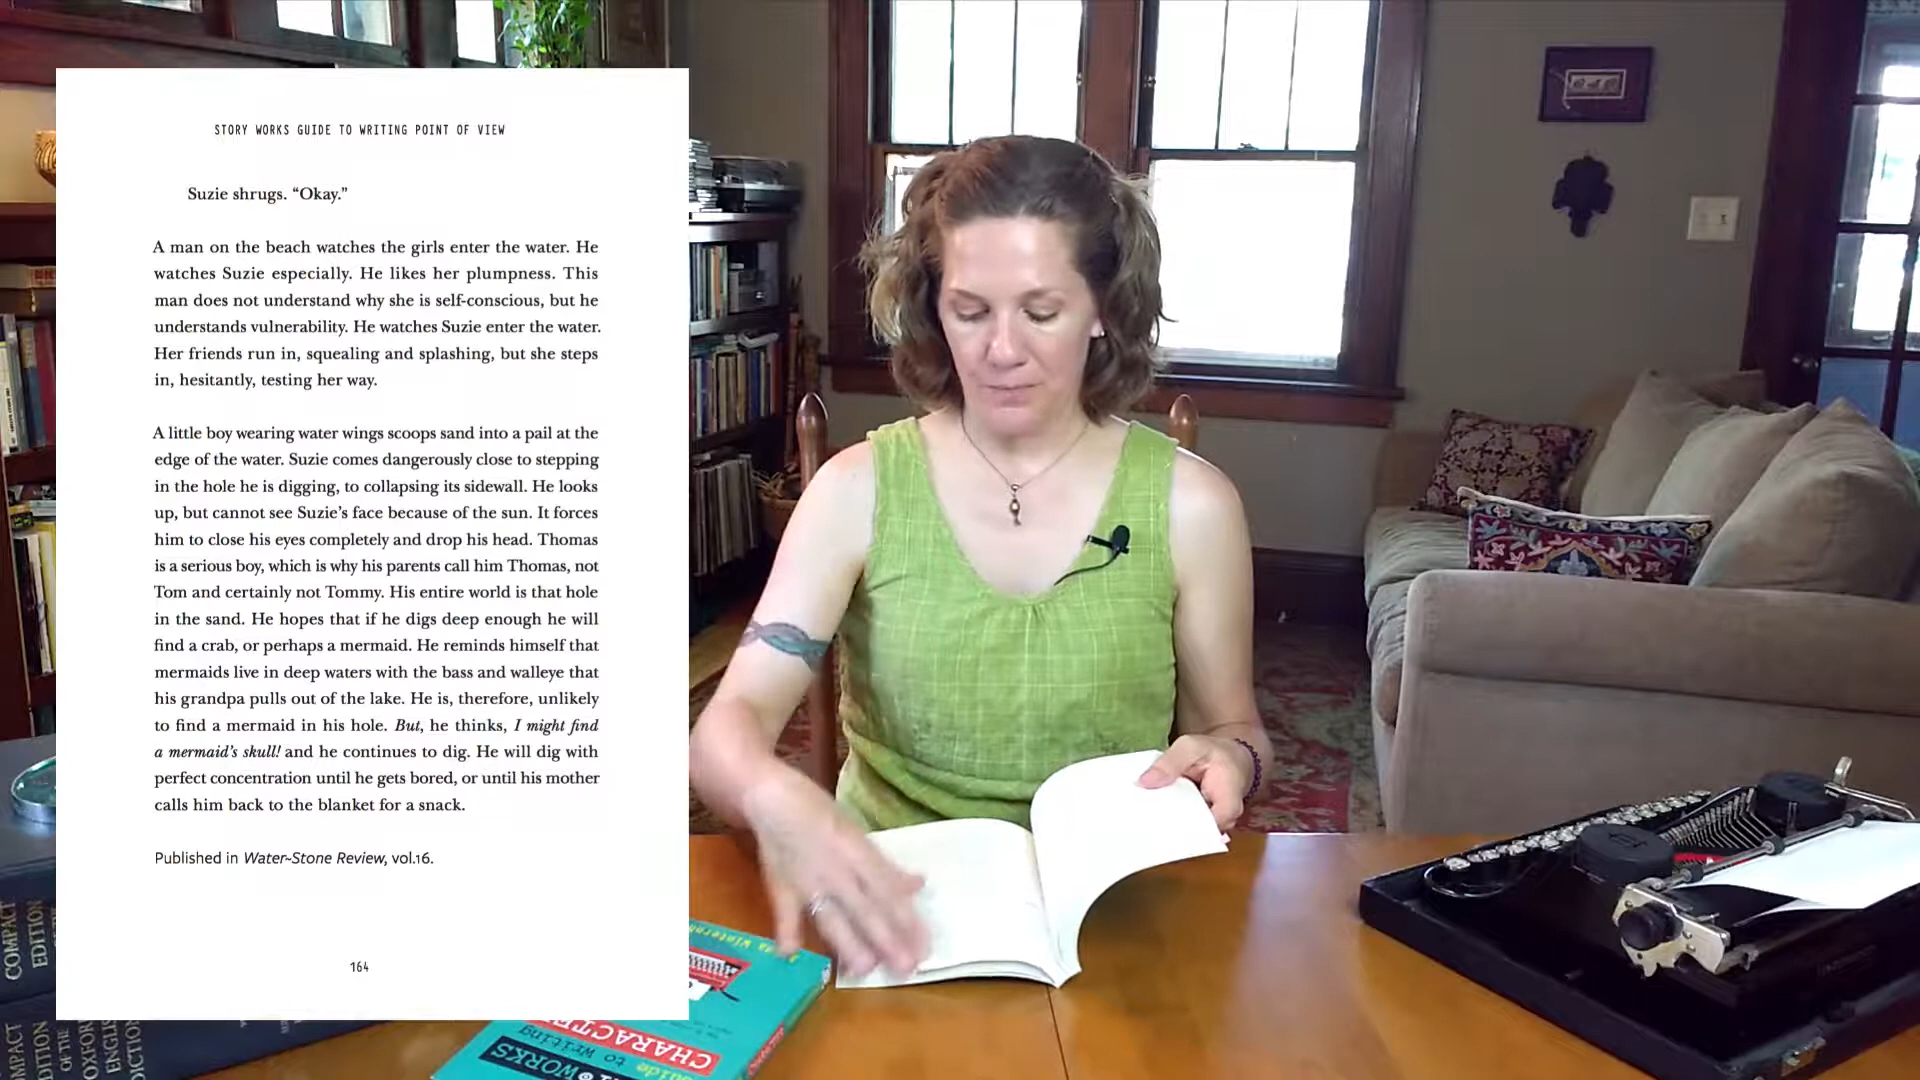 STORY WORKS GUIDE TO WRITING POINT OF VIEW
Suzie shrugs. “Okay.”
A man on the beach watches the girls enter the water. He
watches Suzie especially. He likes her plumpness. This
man does not understand why she is self-conscious, but he
understands vulnerability. He watches Suzie enter the water.
Her friends run in, squealing and splashing, but she steps
in, hesitantly, testing her way.
A little boy wearing water wings scoops sand into a pail at the
edge of the water. Suzie comes dangerously close to stepping
in the hole he is digging, to collapsing its sidewall. He looks
up, but cannot see Suzie’s face because of the sun. It forces
him to close his eyes completely and drop his head. Thomas
is a serious boy, which is why his parents call him Thomas, not
Tom and certainly not Tommy. His entire world is that hole
in the sand. He hopes that if he digs deep enough he will
find a crab, or perhaps a mermaid. He reminds himself that
mermaids live in deep waters with the bass and walleye that
his grandpa pulls out of the lake. He is, therefore, unlikely
to find a mermaid in his hole. But, he thinks, I might find
a mermaid’s skull! and he continues to dig. He will dig with
perfect concentration until he gets bored, or until his mother
calls him back to the blanket for a snack.
Published in Water~Stone Review, vol.16.
164
COMPACT
EDITION
COMPACT
EDITION
OF THE
OXFORD
ENGLISH
DICTION
WORKS
Guide
to Writing
CHARACTE